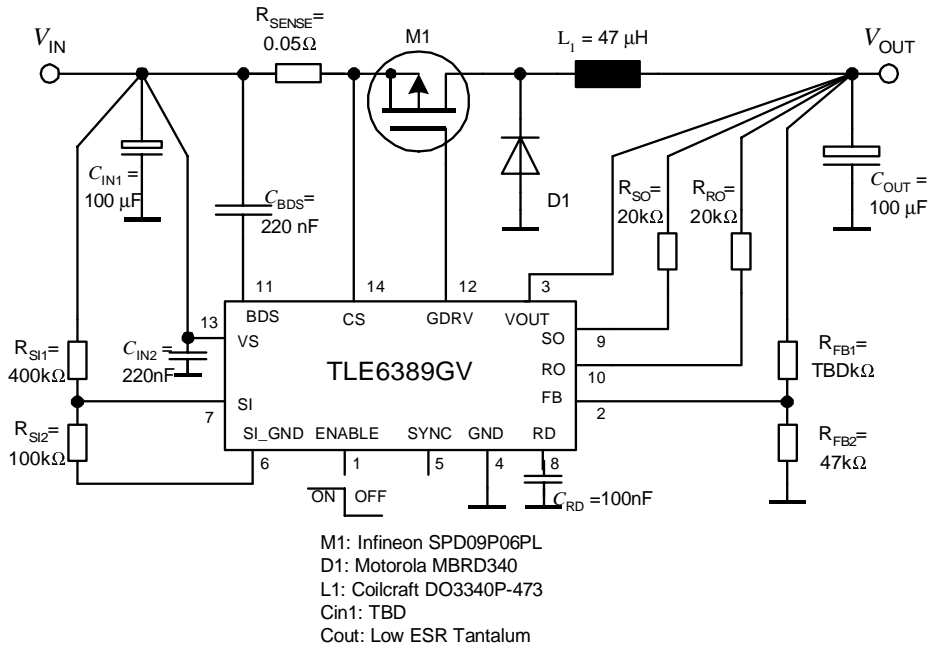 R_SENSE=
0.05Ω
M1
L₁ = 47 µH
V_IN
V_OUT
C_IN1 =
100 µF
C_BDS=
220 nF
D1
R_SO=
20kΩ
R_RO=
20kΩ
C_OUT =
100 µF
11
14
12
3
13
BDS
CS
GDRV
VOUT
SO
9
VS
R_SI1=
400kΩ
C_IN2=
220nF
TLE6389GV
RO
10
R_FB1=
TBDkΩ
7
SI
FB
2
R_SI2=
100kΩ
SI_GND
ENABLE
SYNC
GND
RD
R_FB2=
47kΩ
6
1
5
4
8
ON
OFF
C_RD =100nF
M1: Infineon SPD09P06PL
D1: Motorola MBRD340
L1: Coilcraft DO3340P-473
Cin1: TBD
Cout: Low ESR Tantalum